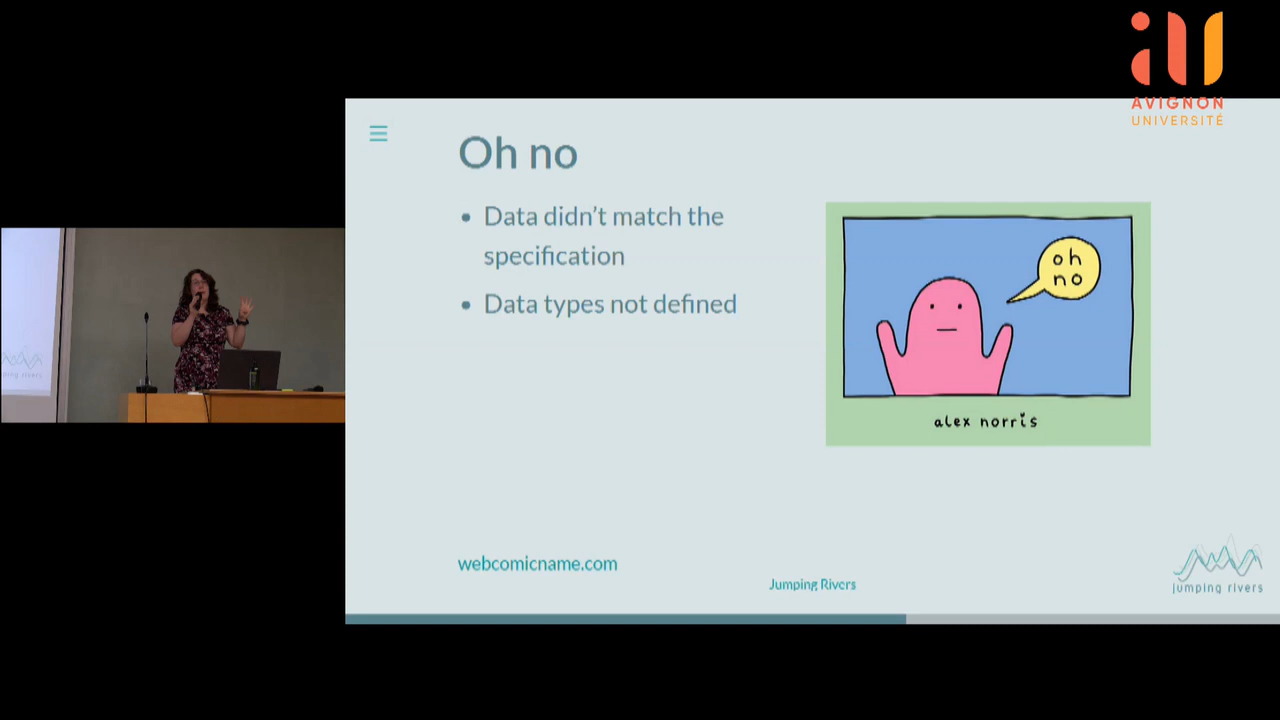 AVIGNON
UNIVERSITÉ
Oh no
• Data didn't match the
specification
• Data types not defined
oh
no
alex norris
webcomicname.com
Jumping Rivers
jumping rivers